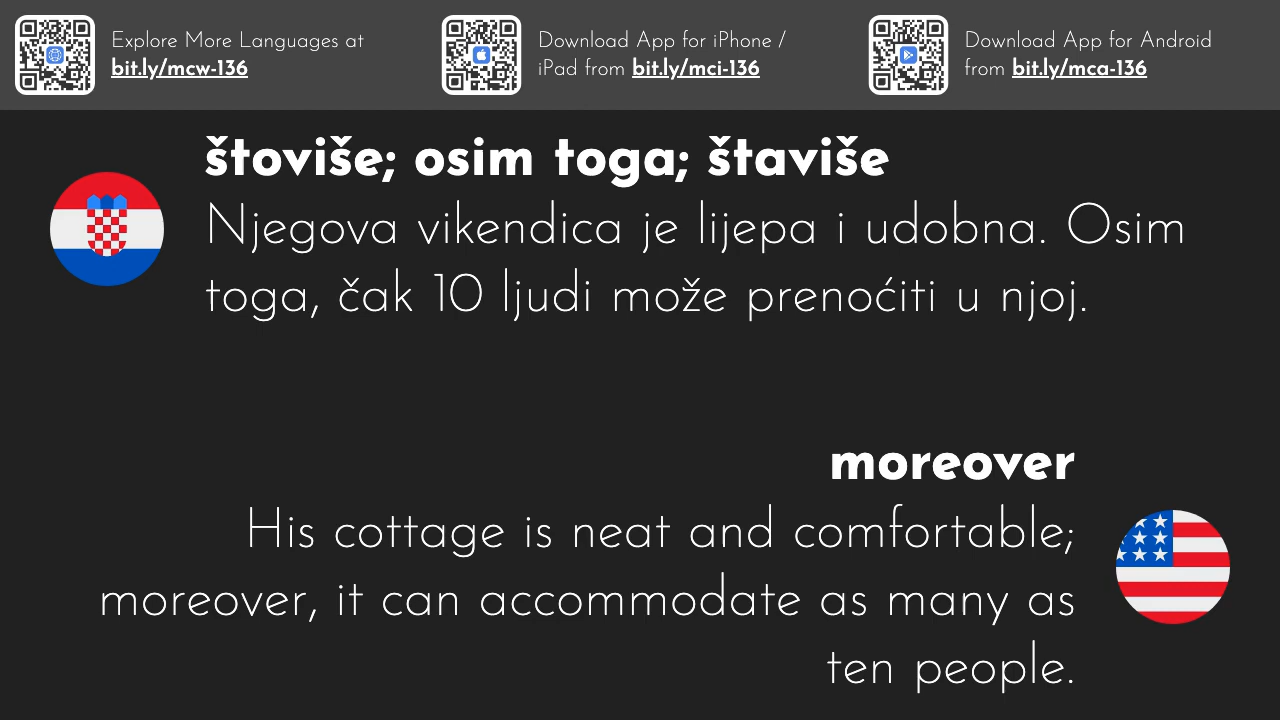 Explore More Languages at
bit.ly/mcw-136
Download App for iPhone /
iPad from bit.ly/mci-136
Download App for Android
from bit.ly/mca-136
štoviše; osim toga; štaviše
Njegova vikendica je lijepa i udobna. Osim
toga, čak 10 ljudi može prenoćiti u njoj.
moreover
His cottage is neat and comfortable;
moreover, it can accommodate as many as
ten people.